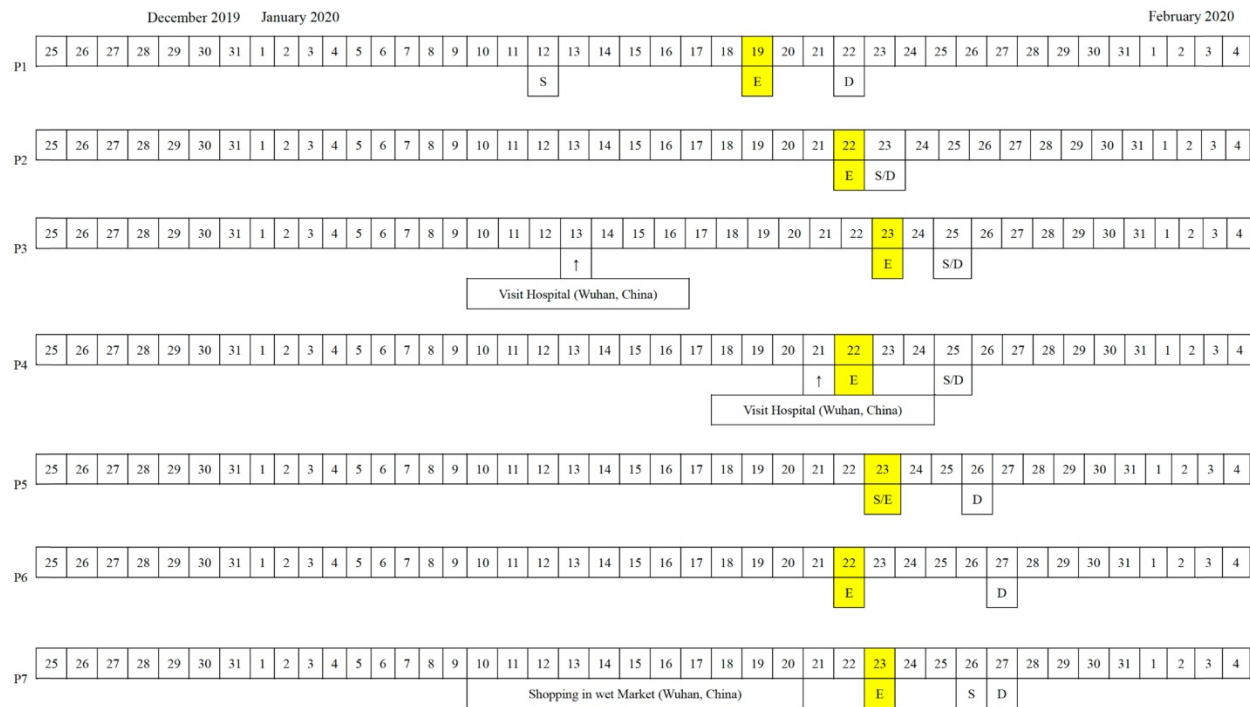 December 2019 January 2020 February 2020
25 26 27 28 29 30 31 1 2 3 4 5 6 7 8 9 10 11 12 13 14 15 16 17 18 19 20 21 22 23 24 25 26 27 28 29 30 31 1 2 3 4
P1
S E D
25 26 27 28 29 30 31 1 2 3 4 5 6 7 8 9 10 11 12 13 14 15 16 17 18 19 20 21 22 23 24 25 26 27 28 29 30 31 1 2 3 4
P2
E S/D
25 26 27 28 29 30 31 1 2 3 4 5 6 7 8 9 10 11 12 13 14 15 16 17 18 19 20 21 22 23 24 25 26 27 28 29 30 31 1 2 3 4
P3
↑ E S/D
Visit Hospital (Wuhan, China)
25 26 27 28 29 30 31 1 2 3 4 5 6 7 8 9 10 11 12 13 14 15 16 17 18 19 20 21 22 23 24 25 26 27 28 29 30 31 1 2 3 4
P4
↑ E S/D
Visit Hospital (Wuhan, China)
25 26 27 28 29 30 31 1 2 3 4 5 6 7 8 9 10 11 12 13 14 15 16 17 18 19 20 21 22 23 24 25 26 27 28 29 30 31 1 2 3 4
P5
S/E D
25 26 27 28 29 30 31 1 2 3 4 5 6 7 8 9 10 11 12 13 14 15 16 17 18 19 20 21 22 23 24 25 26 27 28 29 30 31 1 2 3 4
P6
E D
25 26 27 28 29 30 31 1 2 3 4 5 6 7 8 9 10 11 12 13 14 15 16 17 18 19 20 21 22 23 24 25 26 27 28 29 30 31 1 2 3 4
P7
Shopping in wet Market (Wuhan, China) E S D